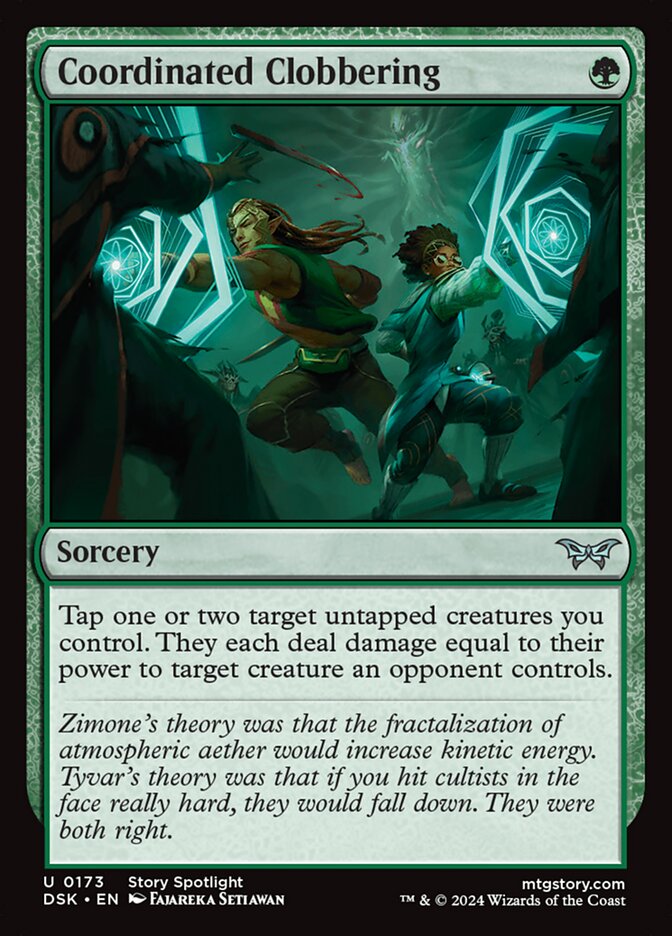 Coordinated Clobbering
Sorcery
Tap one or two target untapped creatures you
control. They each deal damage equal to their
power to target creature an opponent controls.
Zimone's theory was that the fractalization of
atmospheric aether would increase kinetic energy.
Tyvar's theory was that if you hit cultists in the
face really hard, they would fall down. They were
both right.
U 0173 Story Spotlight
mtgstory.com
DSK • EN Fajareka Setiawan
™ & © 2024 Wizards of the Coast